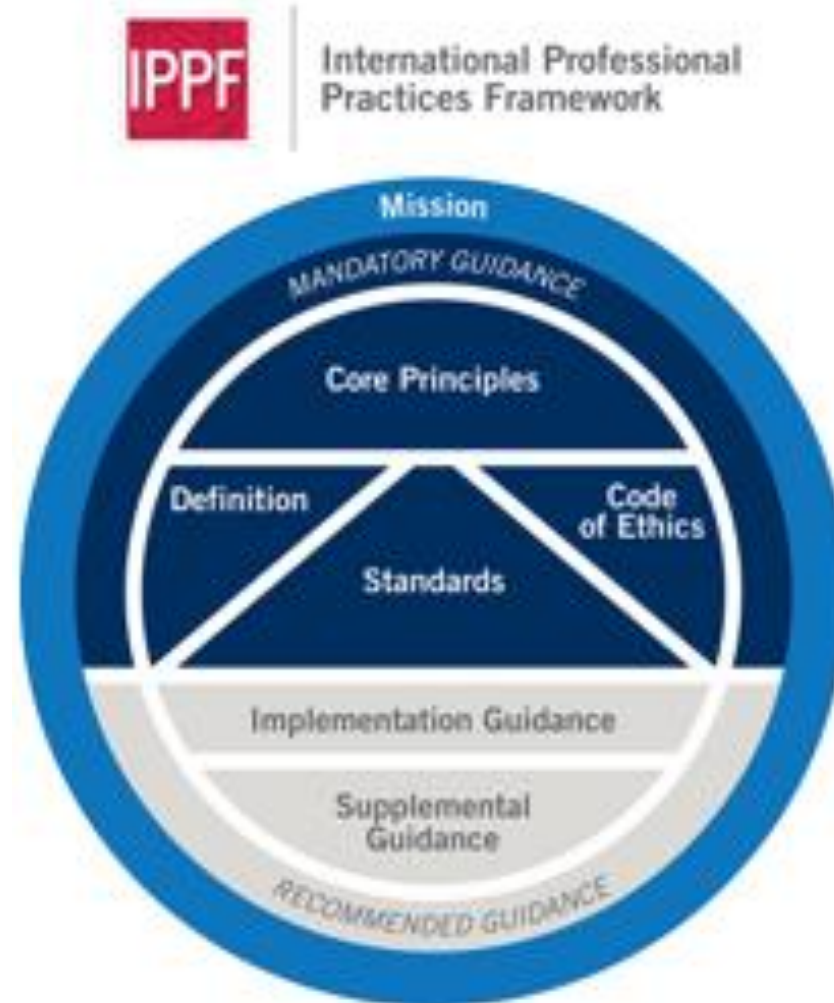 IPPF
International Professional
Practices Framework
Mission
MANDATORY GUIDANCE
Core Principles
Definition
Code
of Ethics
Standards
Implementation Guidance
Supplemental
Guidance
RECOMMENDED GUIDANCE